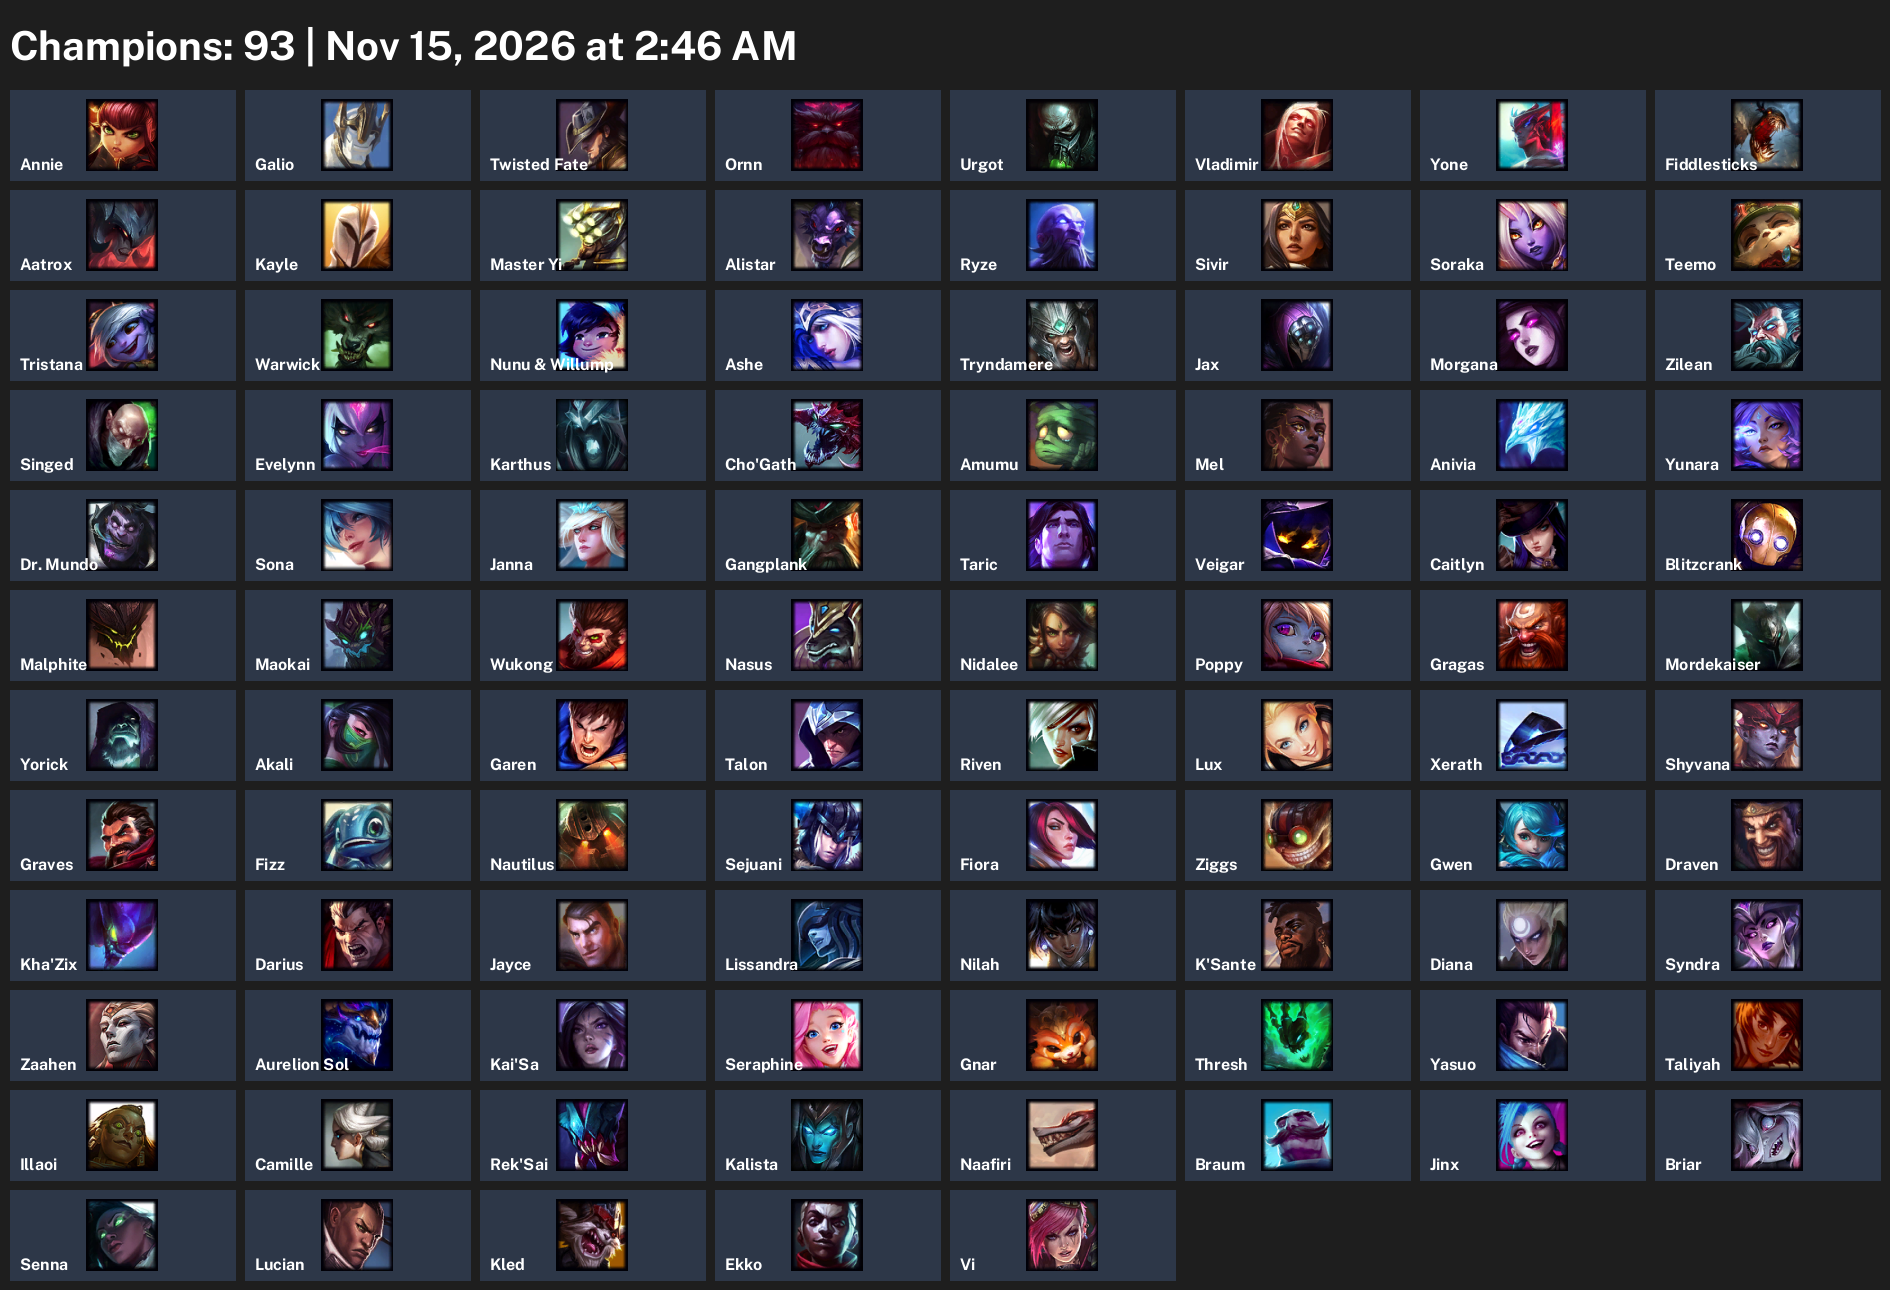 Champions: 93 | Nov 15, 2026 at 2:46 AM
Annie Galio Twisted Fate Ornn Urgot Vladimir Yone Fiddlesticks
Aatrox Kayle Master Yi Alistar Ryze Sivir Soraka Teemo
Tristana Warwick Nunu & Willump Ashe Tryndamere Jax Morgana Zilean
Singed Evelynn Karthus Cho'Gath Amumu Mel Anivia Yunara
Dr. Mundo Sona Janna Gangplank Taric Veigar Caitlyn Blitzcrank
Malphite Maokai Wukong Nasus Nidalee Poppy Gragas Mordekaiser
Yorick Akali Garen Talon Riven Lux Xerath Shyvana
Graves Fizz Nautilus Sejuani Fiora Ziggs Gwen Draven
Kha'Zix Darius Jayce Lissandra Nilah K'Sante Diana Syndra
Zaahen Aurelion Sol Kai'Sa Seraphine Gnar Thresh Yasuo Taliyah
Illaoi Camille Rek'Sai Kalista Naafiri Braum Jinx Briar
Senna Lucian Kled Ekko Vi